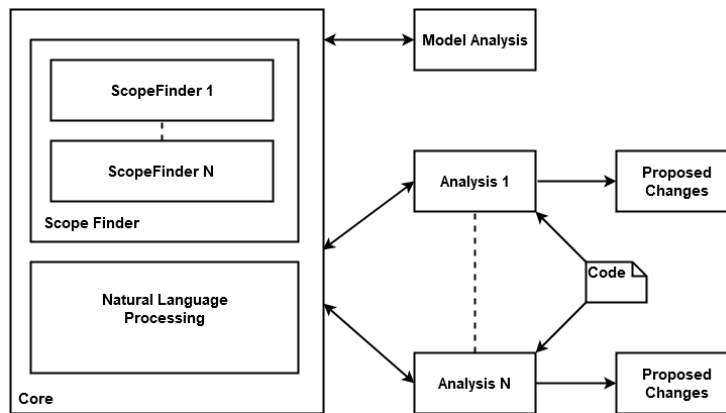 ScopeFinder 1
ScopeFinder N
Scope Finder
Natural Language
Processing
Core
Model Analysis
Analysis 1
Proposed
Changes
Code
Analysis N
Proposed
Changes